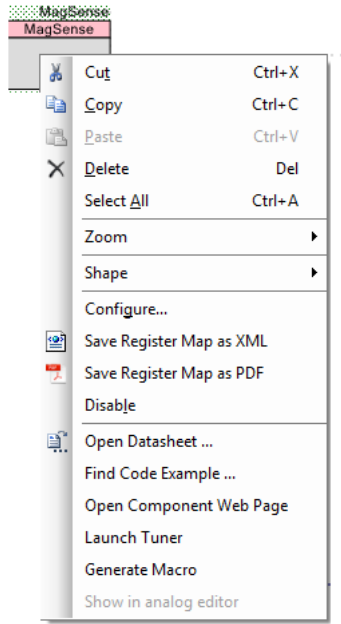 MagSense
MagSense
Cut Ctrl+X
Copy Ctrl+C
Paste Ctrl+V
Delete Del
Select All Ctrl+A
Zoom
Shape
Configure...
Save Register Map as XML
Save Register Map as PDF
Disable
Open Datasheet ...
Find Code Example ...
Open Component Web Page
Launch Tuner
Generate Macro
Show in analog editor